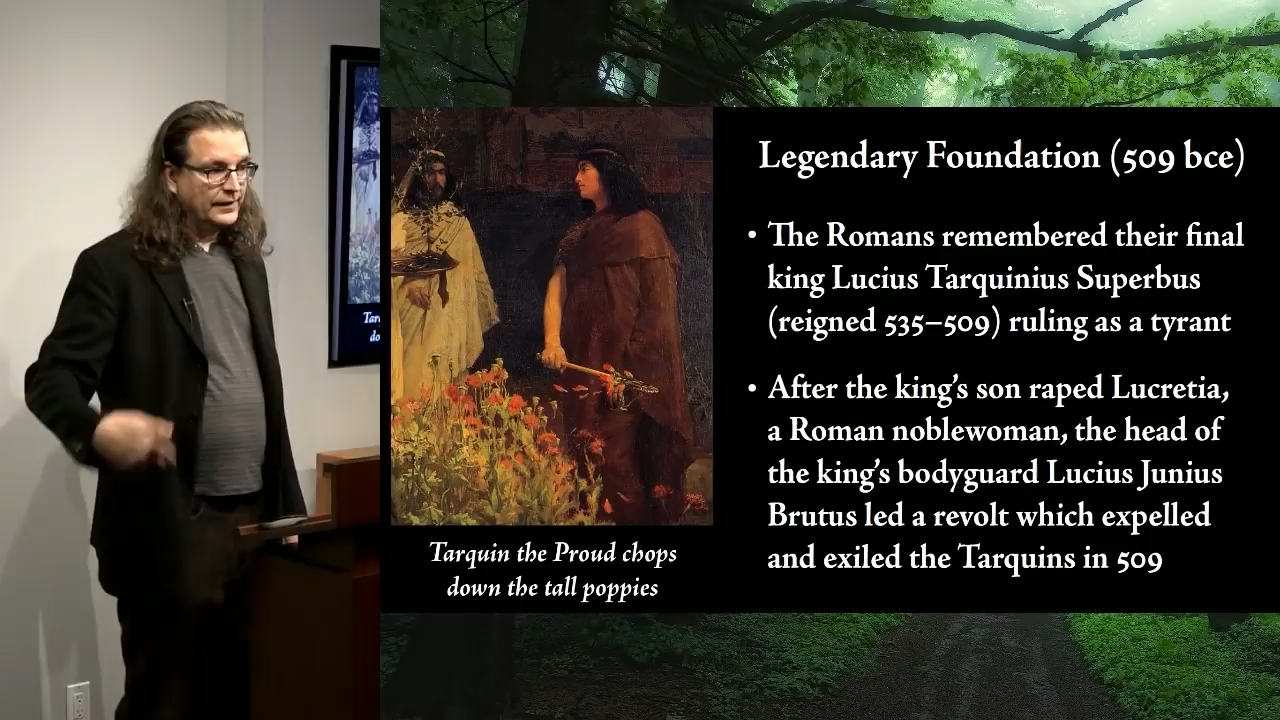 Legendary Foundation (509 bce)
• The Romans remembered their final
king Lucius Tarquinius Superbus
(reigned 535–509) ruling as a tyrant
• After the king's son raped Lucretia,
a Roman noblewoman, the head of
the king's bodyguard Lucius Junius
Brutus led a revolt which expelled
and exiled the Tarquins in 509
Tarquin the Proud chops
down the tall poppies